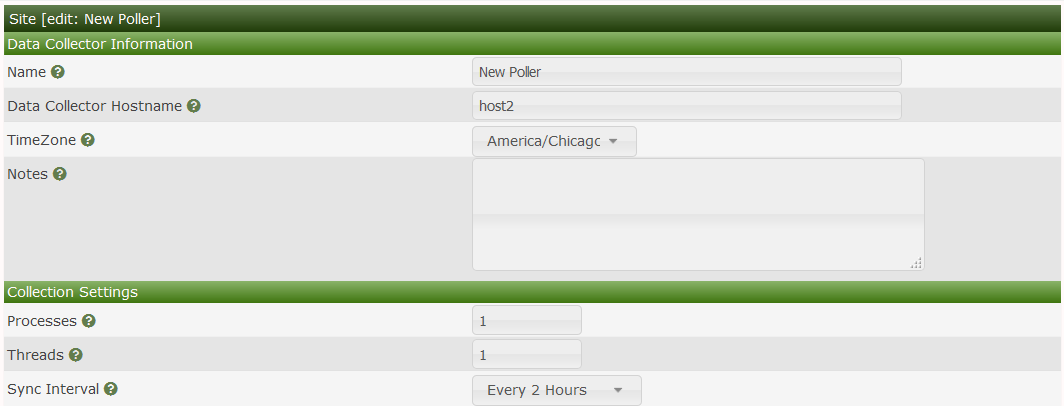 Site [edit: New Poller]
Data Collector Information
Name New Poller
Data Collector Hostname host2
TimeZone America/Chicago
Notes
Collection Settings
Processes 1
Threads 1
Sync Interval Every 2 Hours